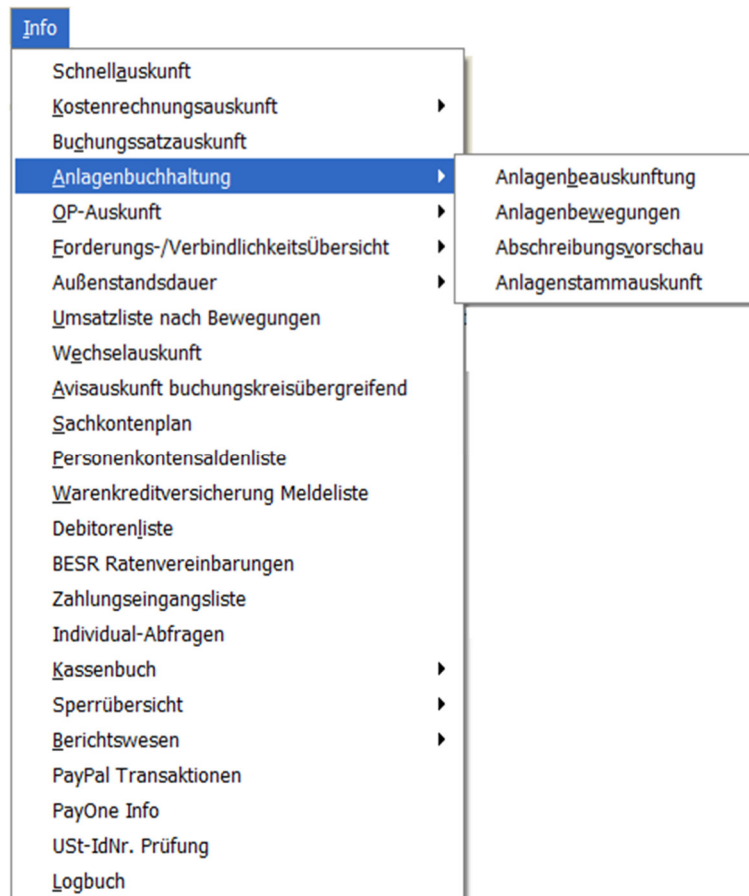 Info
Schnellauskunft
Kostenrechnungsauskunft
Buchungssatzauskunft
Anlagenbuchhaltung
Anlagenbeauskunftung
OP-Auskunft
Anlagenbewegungen
Forderungs-/VerbindlichkeitsÜbersicht
Abschreibungsvorschau
Außenstandsdauer
Anlagenstammauskunft
Umsatzliste nach Bewegungen
Wechselauskunft
Avisauskunft buchungskreisübergreifend
Sachkontenplan
Personenkontensaldenliste
Warenkreditversicherung Meldeliste
Debitorenliste
BESR Ratenvereinbarungen
Zahlungseingangsliste
Individual-Abfragen
Kassenbuch
Sperrübersicht
Berichtswesen
PayPal Transaktionen
PayOne Info
USt-IdNr. Prüfung
Logbuch